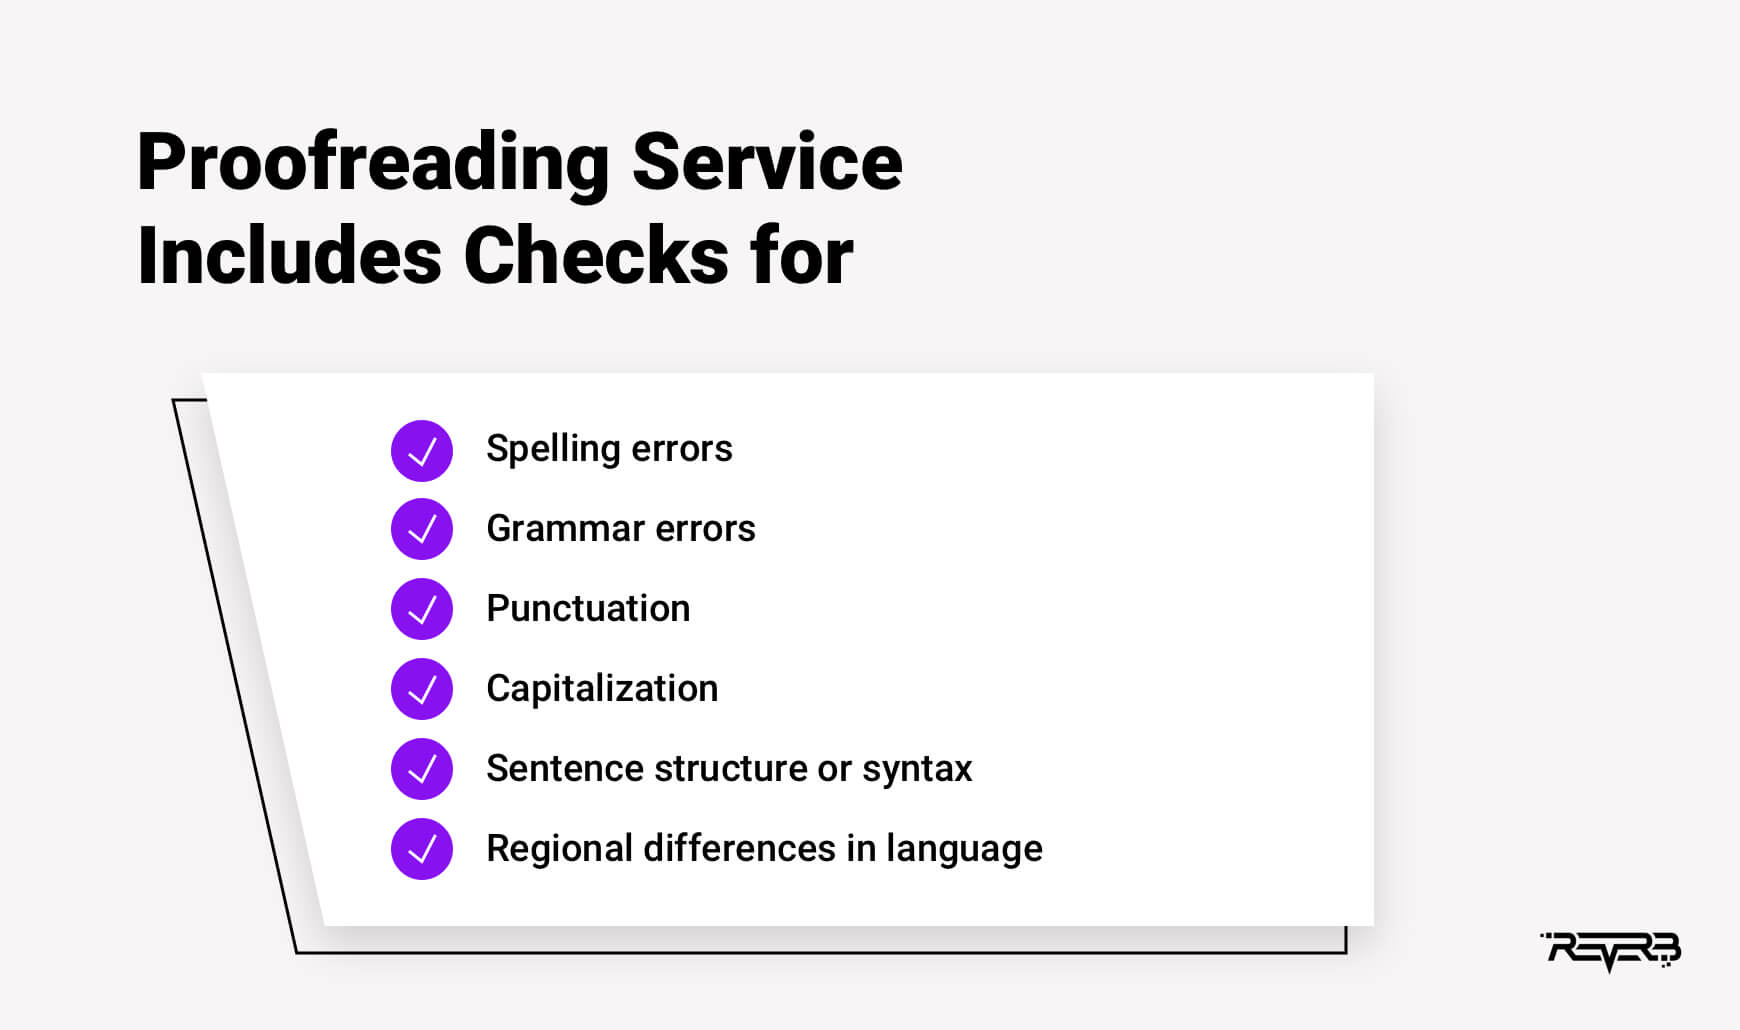 Proofreading Service
Includes Checks for
Spelling errors
Grammar errors
Punctuation
Capitalization
Sentence structure or syntax
Regional differences in language
REVERB